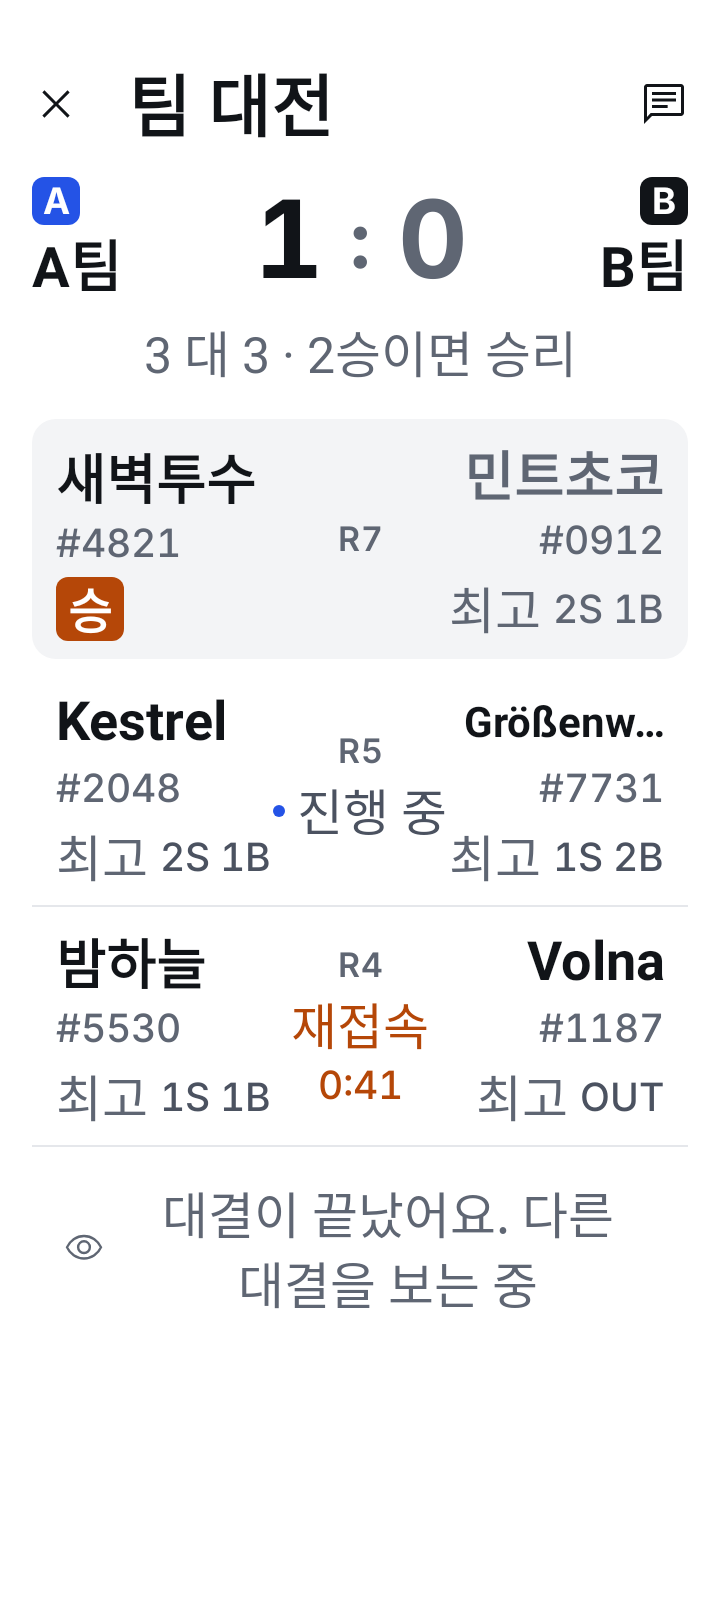 팀 대전
A
B
1 : 0
A팀
B팀
3 대 3 · 2승이면 승리
새벽투수
민트초코
#4821
R7
#0912
승
최고 2S 1B
Kestrel
Größenw…
R5
#2048
#7731
진행 중
최고 2S 1B
최고 1S 2B
밤하늘
Volna
R4
#5530
#1187
재접속
0:41
최고 1S 1B
최고 OUT
대결이 끝났어요. 다른
대결을 보는 중